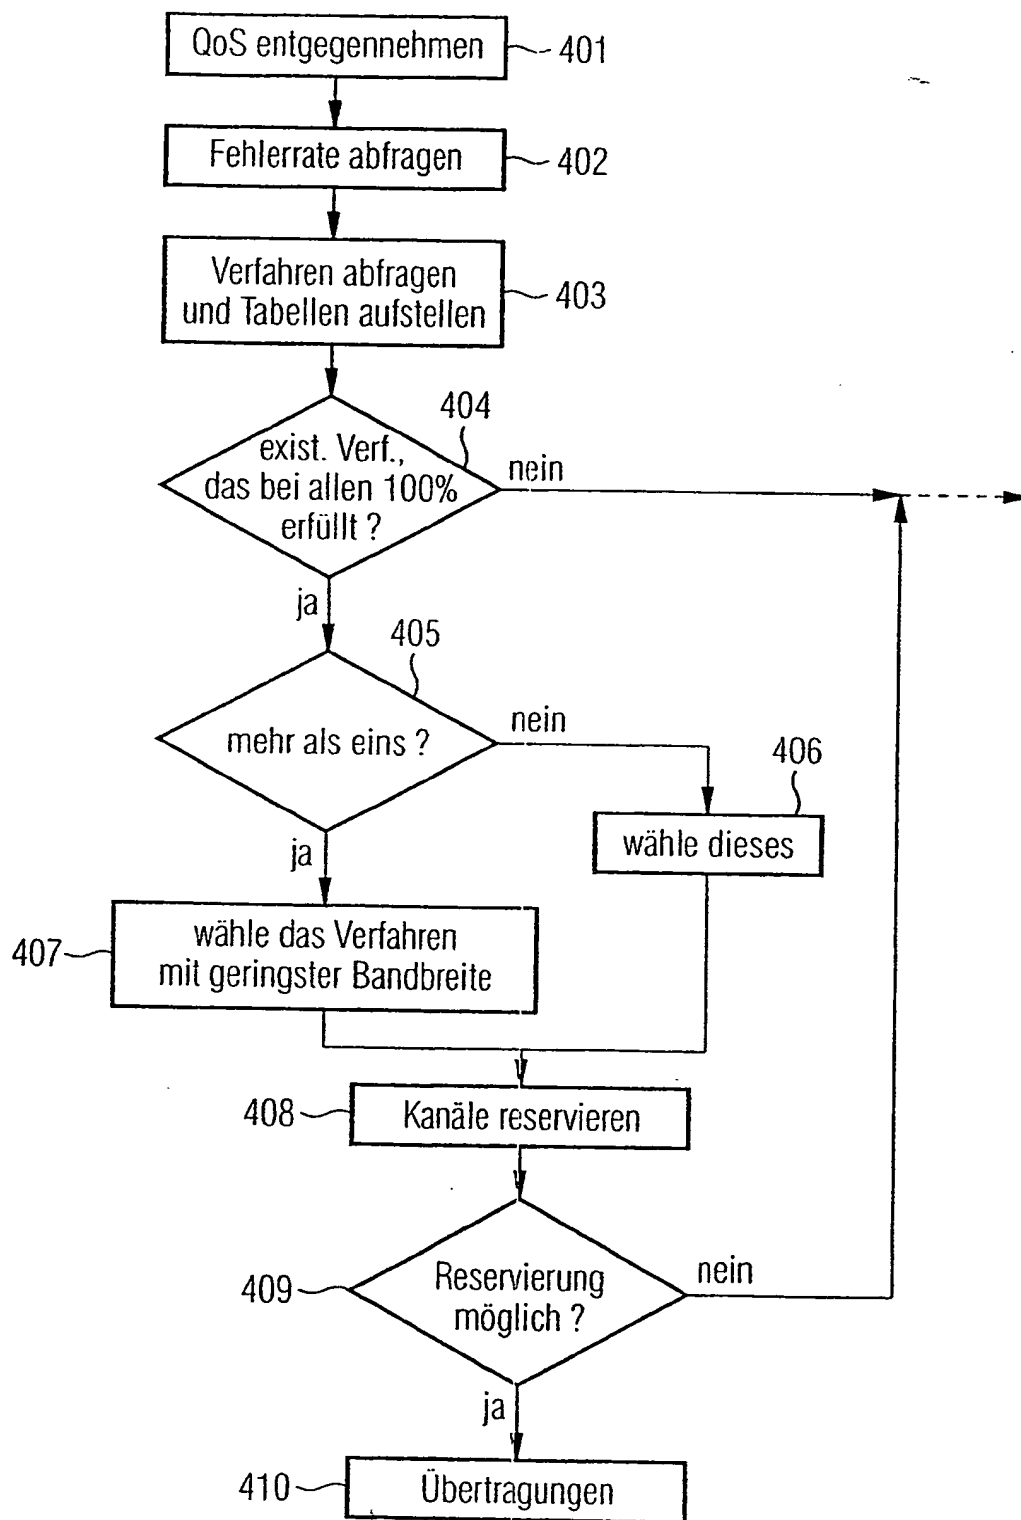 QoS entgegennehmen
401
Fehlerrate abfragen
402
Verfahren abfragen
und Tabellen aufstellen
403
404
exist. Verf.,
das bei allen 100%
erfüllt ?
nein
ja
405
mehr als eins ?
nein
406
wähle dieses
ja
407
wähle das Verfahren
mit geringster Bandbreite
408
Kanäle reservieren
409
Reservierung
möglich ?
nein
ja
410
Übertragungen